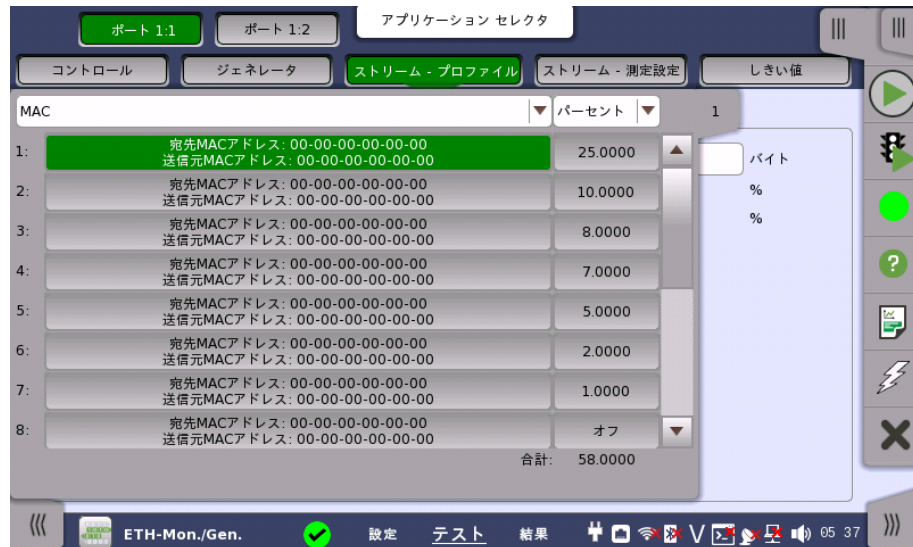 ポート 1:1 ポート 1:2 アプリケーション セレクタ
コントロール ジェネレータ ストリーム - プロファイル ストリーム - 測定設定 しきい値
MAC パーセント 1
1: 宛先MACアドレス: 00-00-00-00-00-00
送信元MACアドレス: 00-00-00-00-00-00 25.0000 バイト
2: 宛先MACアドレス: 00-00-00-00-00-00
送信元MACアドレス: 00-00-00-00-00-00 10.0000 %
3: 宛先MACアドレス: 00-00-00-00-00-00
送信元MACアドレス: 00-00-00-00-00-00 8.0000 %
4: 宛先MACアドレス: 00-00-00-00-00-00
送信元MACアドレス: 00-00-00-00-00-00 7.0000
5: 宛先MACアドレス: 00-00-00-00-00-00
送信元MACアドレス: 00-00-00-00-00-00 5.0000
6: 宛先MACアドレス: 00-00-00-00-00-00
送信元MACアドレス: 00-00-00-00-00-00 2.0000
7: 宛先MACアドレス: 00-00-00-00-00-00
送信元MACアドレス: 00-00-00-00-00-00 1.0000
8: 宛先MACアドレス: 00-00-00-00-00-00
送信元MACアドレス: 00-00-00-00-00-00 オフ
合計: 58.0000
ETH-Mon./Gen. 設定 テスト 結果 05 37